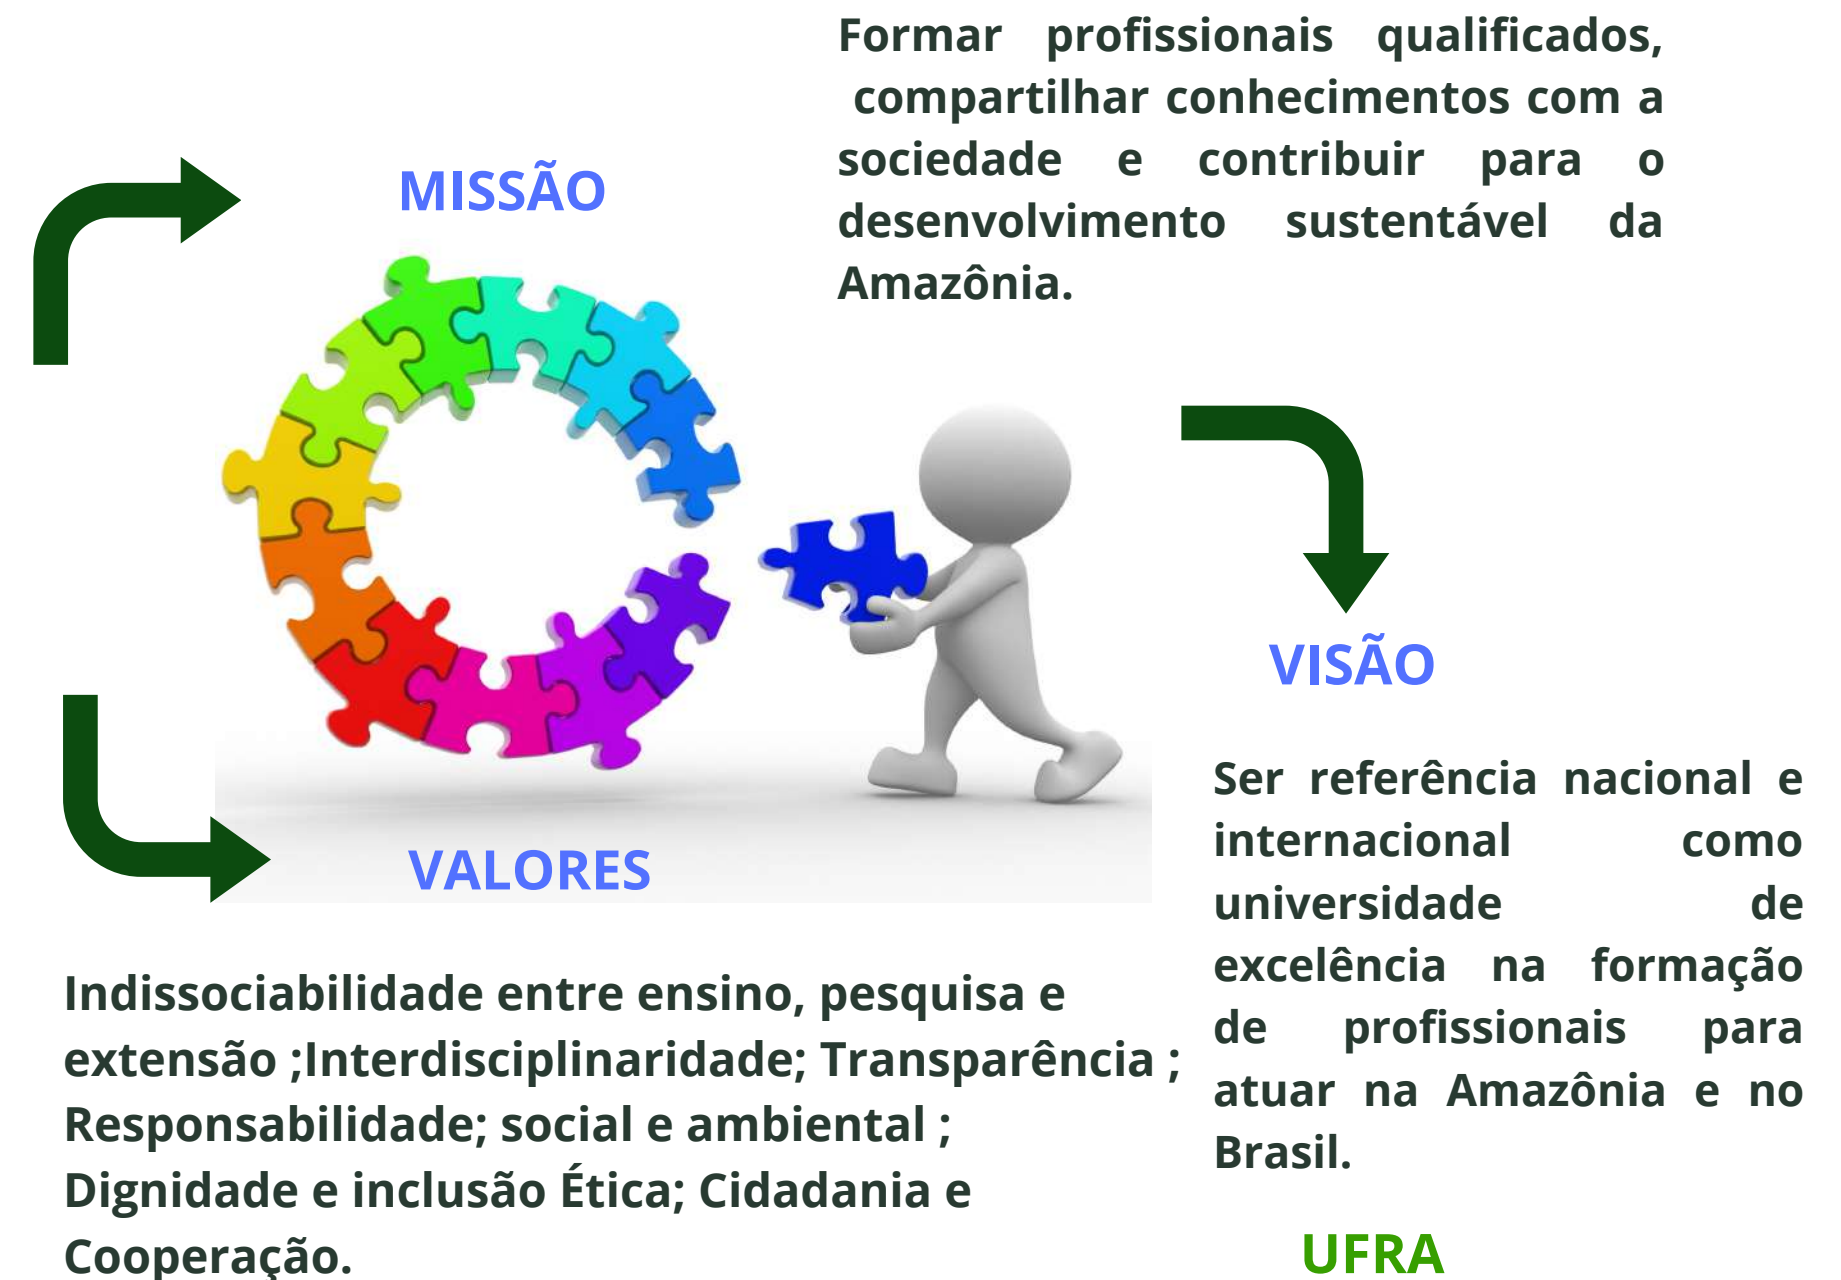 MISSÃO
Formar profissionais qualificados,
compartilhar conhecimentos com a
sociedade e contribuir para o
desenvolvimento sustentável da
Amazônia.
VISÃO
Ser referência nacional e
internacional como
universidade de
excelência na formação
de profissionais para
atuar na Amazônia e no
Brasil.
VALORES
Indissociabilidade entre ensino, pesquisa e
extensão ;Interdisciplinaridade; Transparência ;
Responsabilidade; social e ambiental ;
Dignidade e inclusão Ética; Cidadania e
Cooperação.
UFRA